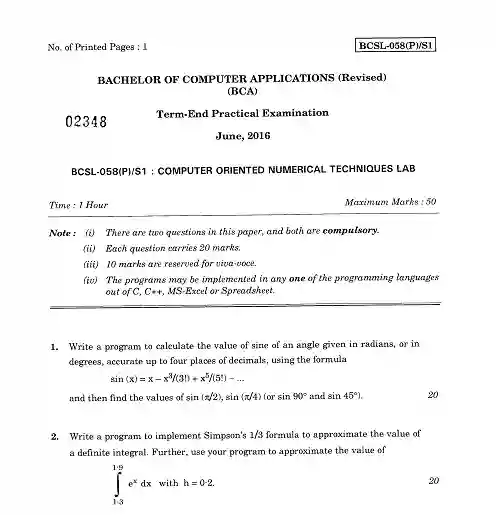 No. of Printed Pages : 1 BCSL-058(P)/S1
BACHELOR OF COMPUTER APPLICATIONS (Revised)
(BCA)
02348 Term-End Practical Examination
June, 2016
BCSL-058(P)/S1 : COMPUTER ORIENTED NUMERICAL TECHNIQUES LAB
Time : 1 Hour Maximum Marks : 50
Note : (i) There are two questions in this paper, and both are compulsory.
(ii) Each question carries 20 marks.
(iii) 10 marks are reserved for viva-voce.
(iv) The programs may be implemented in any one of the programming languages
out of C, C++, MS-Excel or Spreadsheet.
1. Write a program to calculate the value of sine of an angle given in radians, or in
degrees, accurate up to four places of decimals, using the formula
sin (x) = x – x³/(3!) + x⁵/(5!) – ...
and then find the values of sin (π/2), sin (π/4) (or sin 90° and sin 45°). 20
2. Write a program to implement Simpson's 1/3 formula to approximate the value of
a definite integral. Further, use your program to approximate the value of
1·9
∫ eˣ dx with h = 0·2. 20
1·3